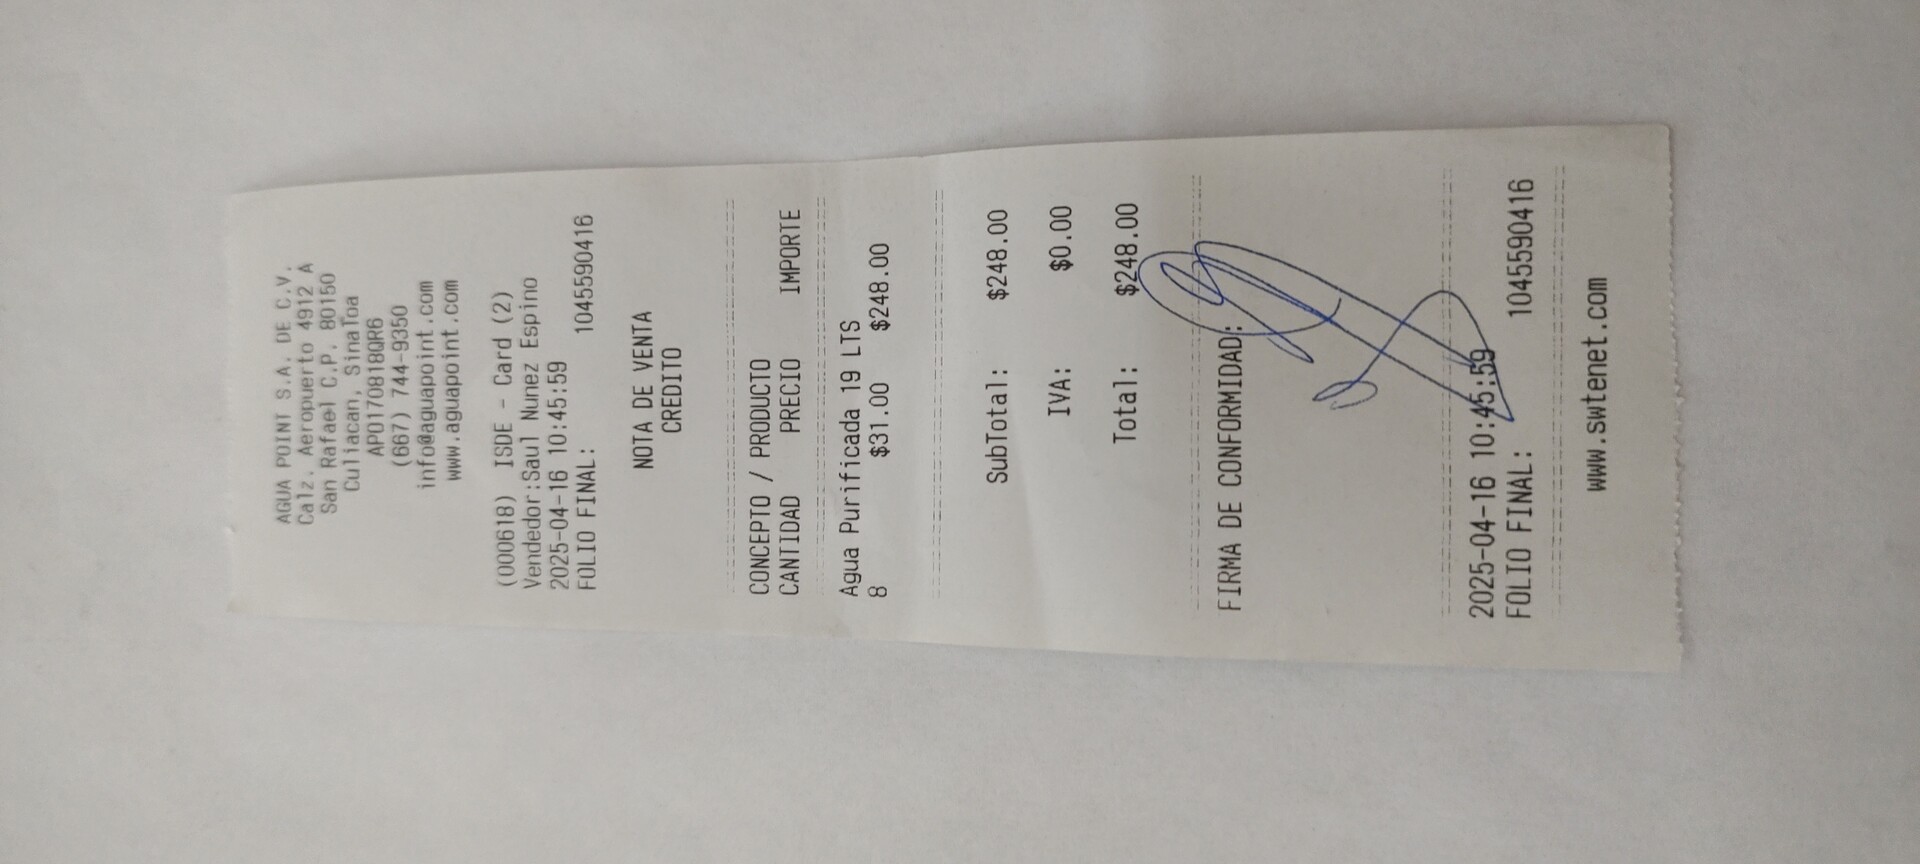 AGUA POINT S.A. DE C.V.
Calz. Aeropuerto 4912 A
San Rafael C.P. 80150
Culiacan, Sinaloa
APO170818QR6
(667) 744-9350
info@aguapoint.com
www.aguapoint.com
(000618) ISDE - Card (2)
Vendedor:Saul Nunez Espino
2025-04-16 10:45:59
FOLIO FINAL: 1045590416
NOTA DE VENTA
CREDITO
CONCEPTO / PRODUCTO
CANTIDAD PRECIO IMPORTE
Agua Purificada 19 LTS
8 $31.00 $248.00
SubTotal: $248.00
IVA: $0.00
Total: $248.00
FIRMA DE CONFORMIDAD:
2025-04-16 10:45:59
FOLIO FINAL: 1045590416
www.swtenet.com